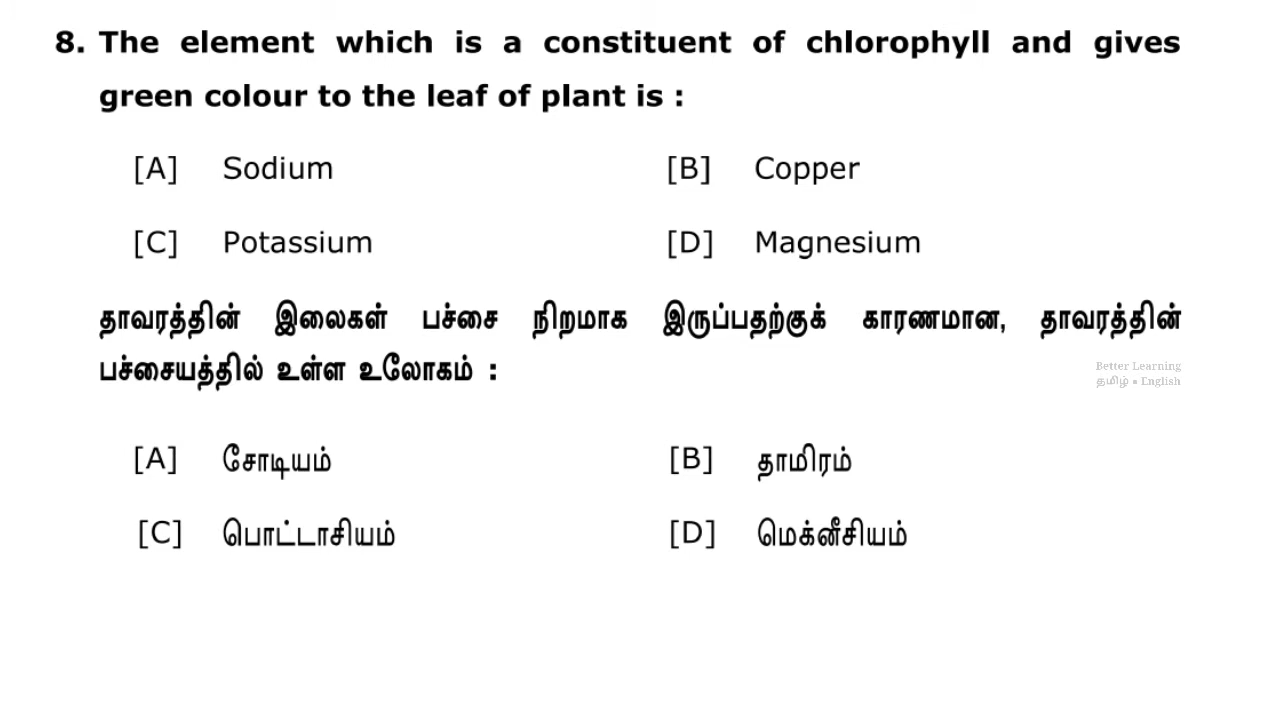 8. The element which is a constituent of chlorophyll and gives
green colour to the leaf of plant is :
[A] Sodium [B] Copper
[C] Potassium [D] Magnesium
தாவரத்தின் இலைகள் பச்சை நிறமாக இருப்பதற்குக் காரணமான, தாவரத்தின்
பச்சையத்தில் உள்ள உலோகம் :
Better Learning
தமிழ் • English
[A] சோடியம் [B] தாமிரம்
[C] பொட்டாசியம் [D] மெக்னீசியம்